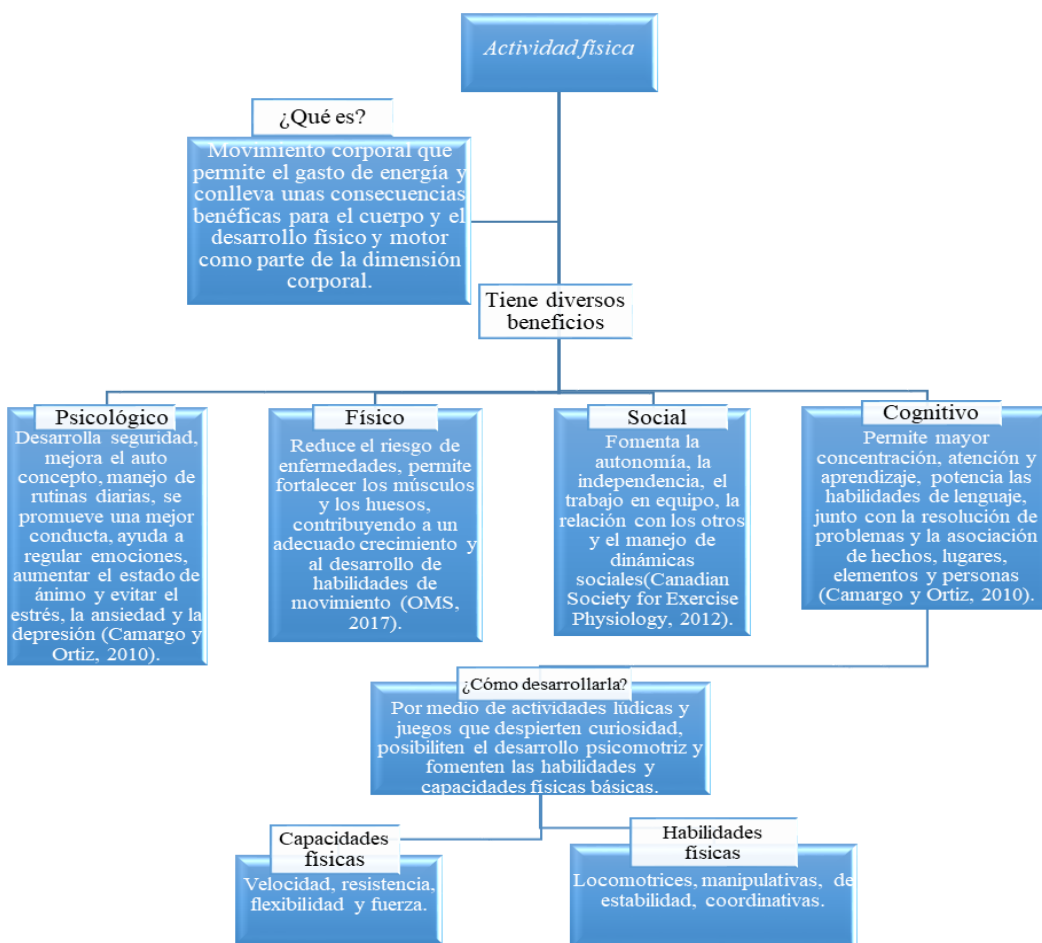 Actividad física
¿Qué es?
Movimiento corporal que
permite el gasto de energía y
conlleva unas consecuencias
benéficas para el cuerpo y el
desarrollo físico y motor
como parte de la dimensión
corporal.
Tiene diversos
beneficios
Psicológico
Desarrolla seguridad,
mejora el auto
concepto, manejo de
rutinas diarias, se
promueve una mejor
conducta, ayuda a
regular emociones,
aumentar el estado de
ánimo y evitar el
estrés, la ansiedad y la
depresión (Camargo y
Ortiz, 2010).
Físico
Reduce el riesgo de
enfermedades, permite
fortalecer los músculos
y los huesos,
contribuyendo a un
adecuado crecimiento y
al desarrollo de
habilidades de
movimiento (OMS,
2017).
Social
Fomenta la
autonomía, la
independencia, el
trabajo en equipo, la
relación con los otros
y el manejo de
dinámicas
sociales(Canadian
Society for Exercise
Physiology, 2012).
Cognitivo
Permite mayor
concentración, atención y
aprendizaje, potencia las
habilidades de lenguaje,
junto con la resolución de
problemas y la asociación
de hechos, lugares,
elementos y personas
(Camargo y Ortiz, 2010).
¿Cómo desarrollarla?
Por medio de actividades lúdicas y
juegos que despierten curiosidad,
posibiliten el desarrollo psicomotriz y
fomenten las habilidades y
capacidades físicas básicas.
Capacidades
físicas
Velocidad, resistencia,
flexibilidad y fuerza.
Habilidades
físicas
Locomotrices, manipulativas, de
estabilidad, coordinativas.